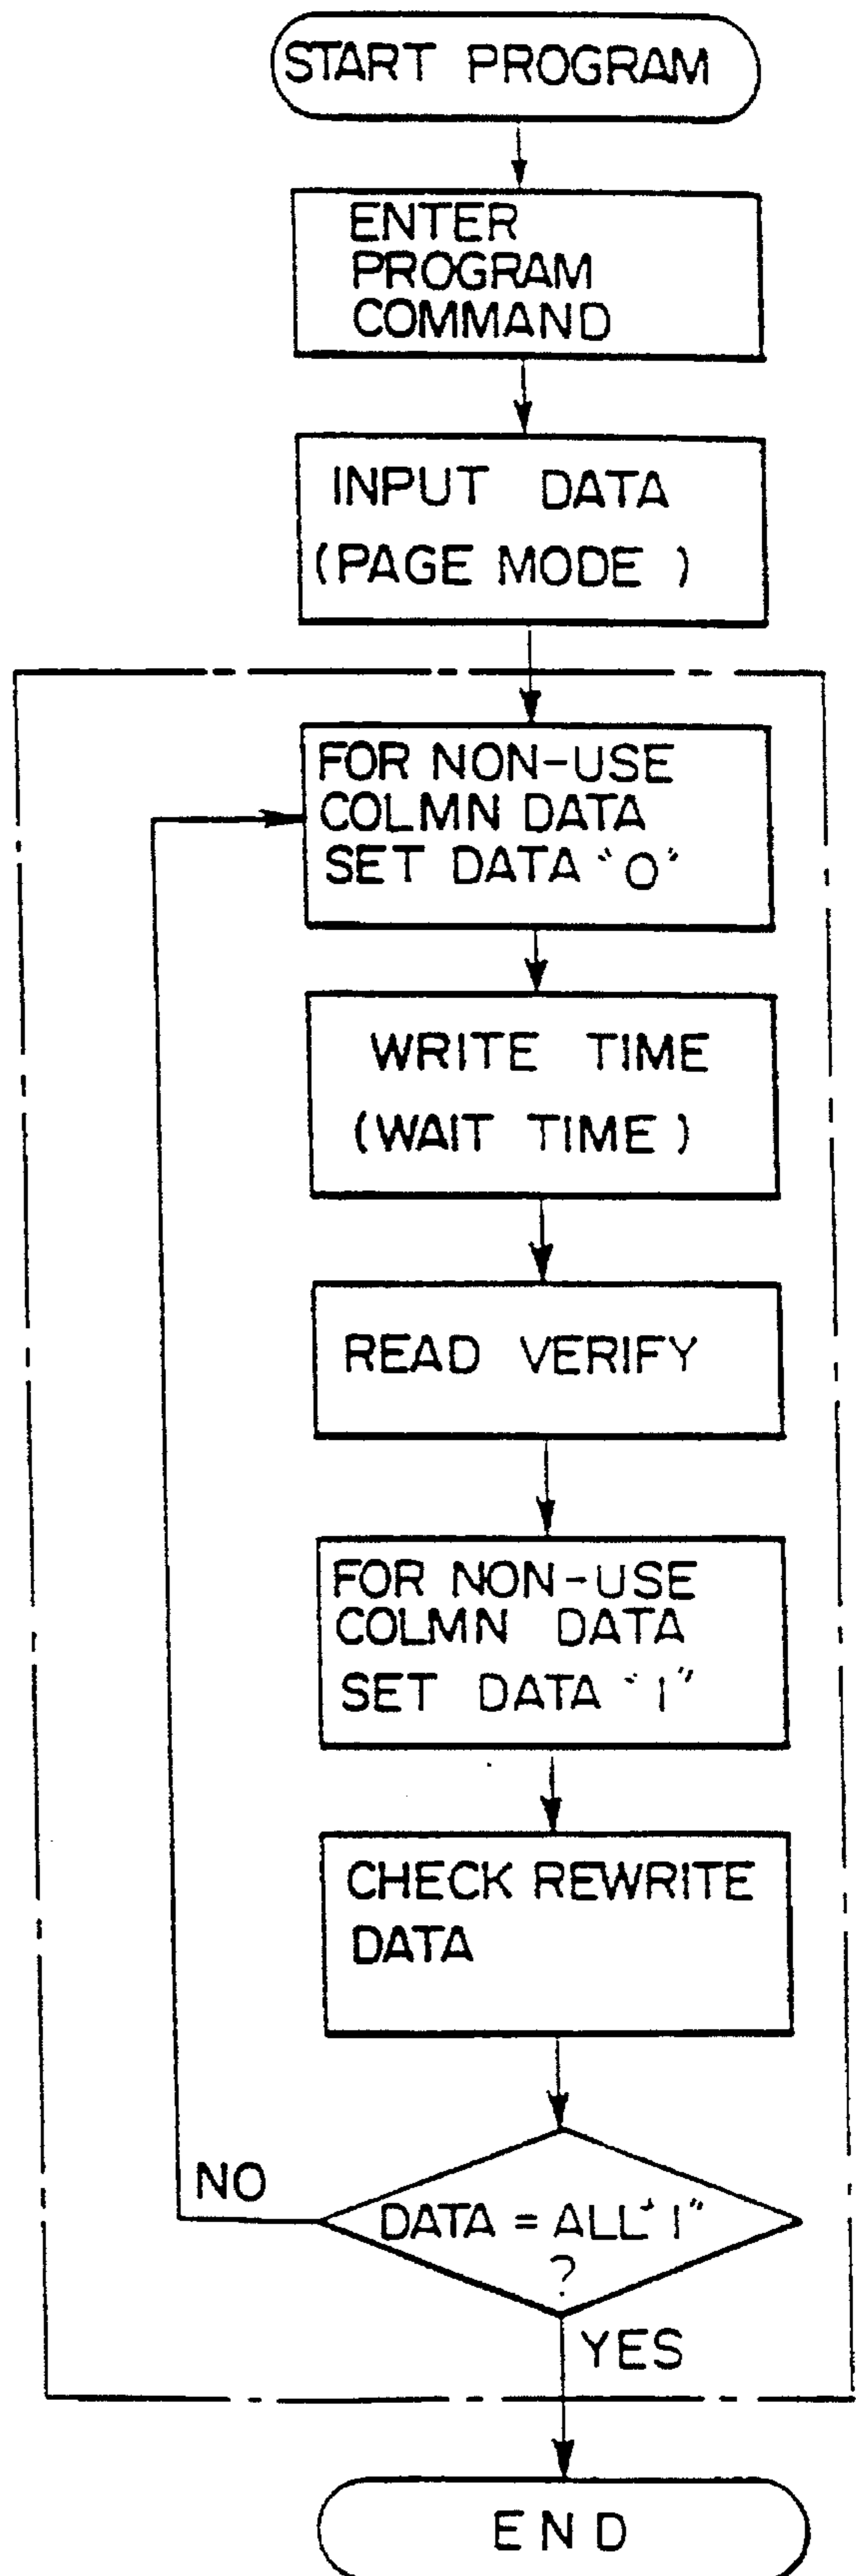 START PROGRAM
ENTER
PROGRAM
COMMAND
INPUT DATA
(PAGE MODE )
FOR NON-USE
COLMN DATA
SET DATA "0"
WRITE TIME
(WAIT TIME )
READ VERIFY
FOR NON-USE
COLMN DATA
SET DATA "1"
CHECK REWRITE
DATA
NO
DATA = ALL "1"
?
YES
END